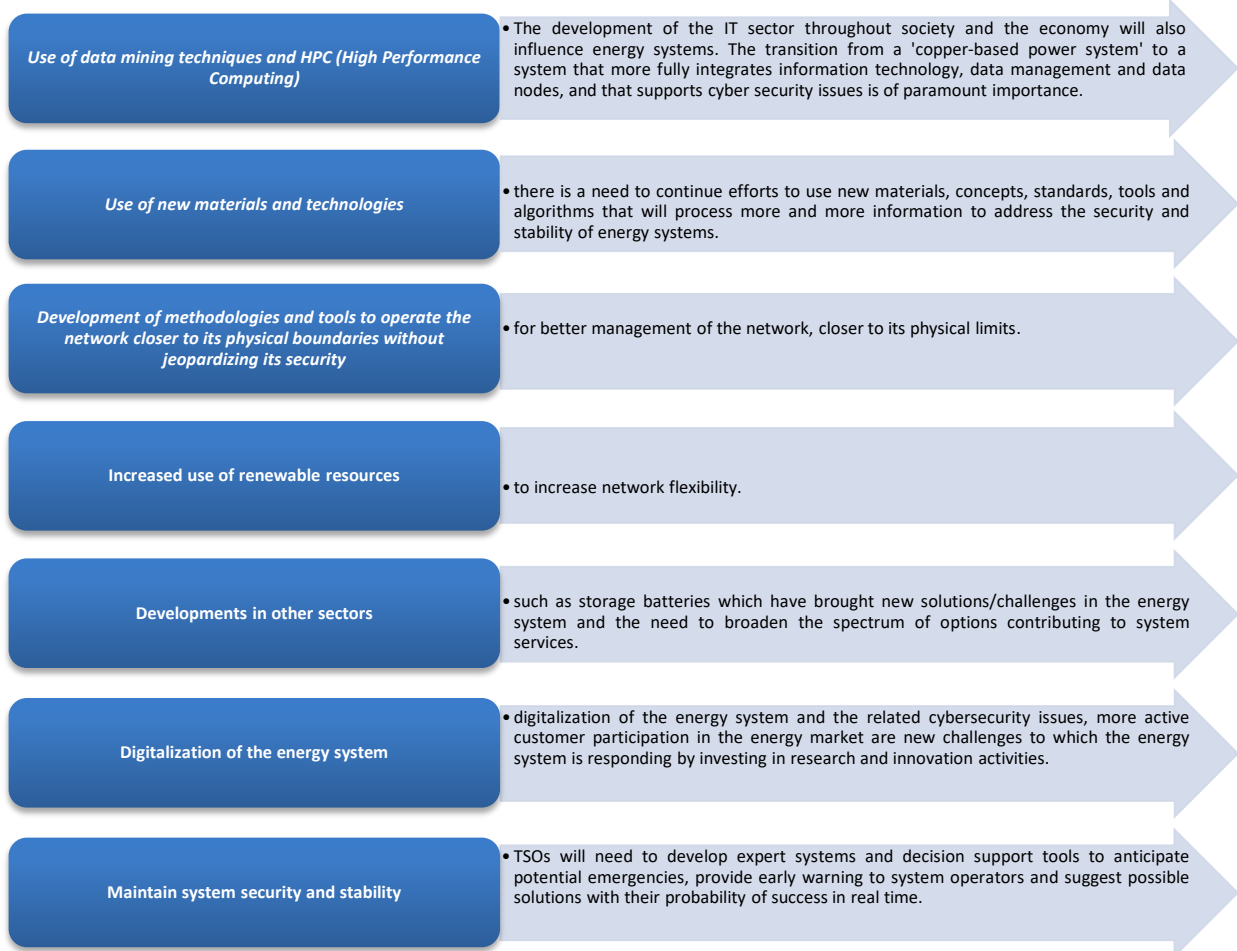 Use of data mining techniques and HPC (High Performance
Computing)
• The development of the IT sector throughout society and the economy will also
influence energy systems. The transition from a 'copper-based power system' to a
system that more fully integrates information technology, data management and data
nodes, and that supports cyber security issues is of paramount importance.
Use of new materials and technologies
• there is a need to continue efforts to use new materials, concepts, standards, tools and
algorithms that will process more and more information to address the security and
stability of energy systems.
Development of methodologies and tools to operate the
network closer to its physical boundaries without
jeopardizing its security
• for better management of the network, closer to its physical limits.
Increased use of renewable resources
• to increase network flexibility.
Developments in other sectors
• such as storage batteries which have brought new solutions/challenges in the energy
system and the need to broaden the spectrum of options contributing to system
services.
Digitalization of the energy system
• digitalization of the energy system and the related cybersecurity issues, more active
customer participation in the energy market are new challenges to which the energy
system is responding by investing in research and innovation activities.
Maintain system security and stability
• TSOs will need to develop expert systems and decision support tools to anticipate
potential emergencies, provide early warning to system operators and suggest possible
solutions with their probability of success in real time.